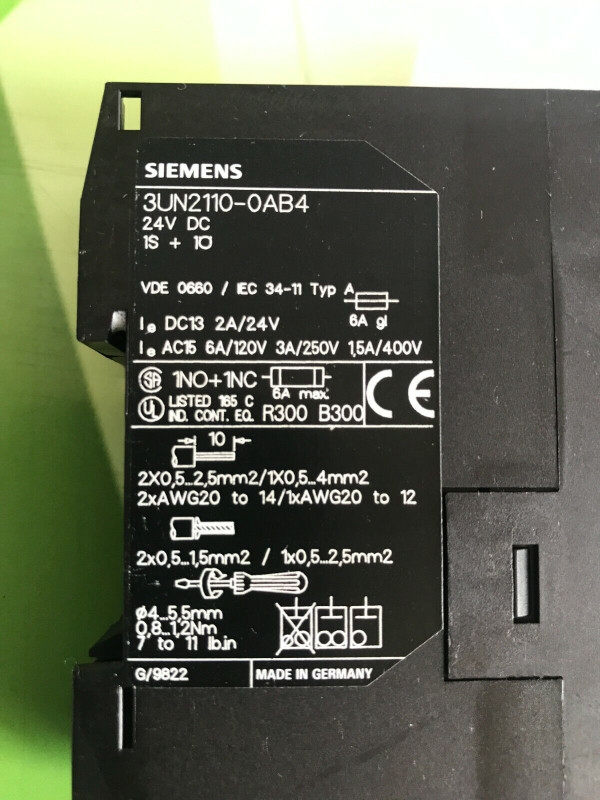 SIEMENS
3UN2110-0AB4
24V DC
1S + 1Ö
VDE 0660 / IEC 34-11 Typ A
6A gl
Ie DC13 2A/24V
Ie AC15 6A/120V 3A/250V 1,5A/400V
SA 1NO+1NC 6A max. CE
UL LISTED 165 C
IND. CONT. EQ. R300 B300
10
2X0,5...2,5mm2/1X0,5...4mm2
2xAWG20 to 14/1xAWG20 to 12
2x0,5...1,5mm2 / 1x0,5...2,5mm2
ø4...5,5mm
0,8...1,2Nm
7 to 11 lb.in
G/9822 MADE IN GERMANY